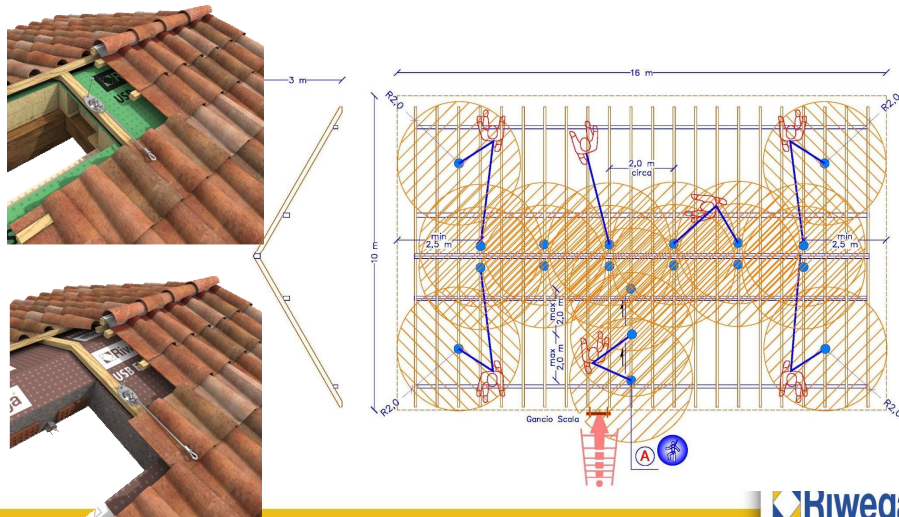 Riwega
USB
3 m
16 m
R2,0
R2,0
2,0 m
circa
min
2,5 m
min
2,5 m
10 m
max
2,0 m
max
2,0 m
R2,0
R2,0
Gancio Scala
A
USB
Riwega